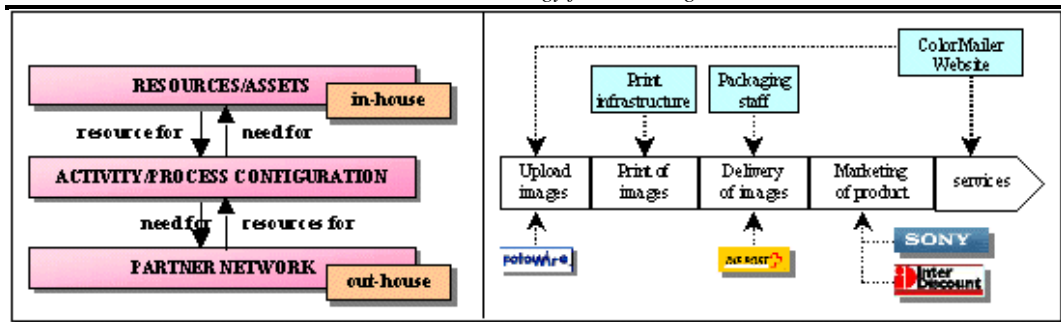 RESOURCES/ASSETS
in-house
resource for
need for
ACTIVITY/PROCESS CONFIGURATION
need for
resources for
PARTNER NETWORK
out-house
ColorMailer
Website
Print
infrastructure
Packaging
staff
Upload
images
Print of
images
Delivery
of images
Marketing
of product
services
SONY
Inter
Discount